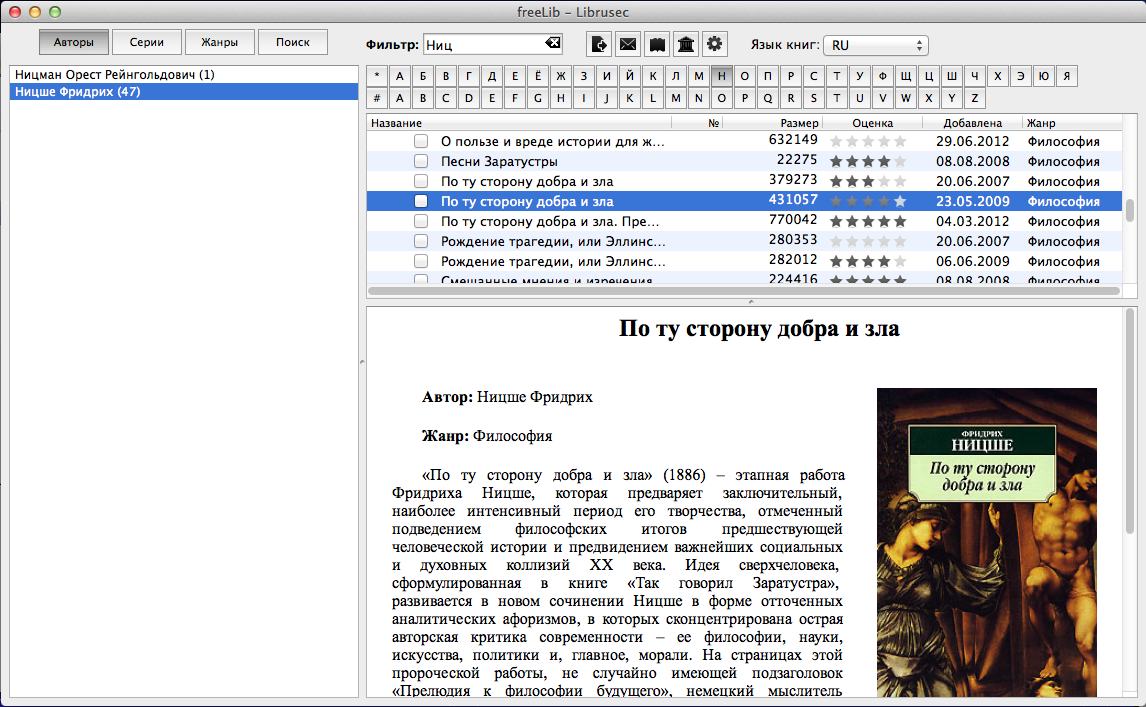 freeLib – Librusec
Авторы Серии Жанры Поиск
Фильтр: Ниц Язык книг: RU
Ницман Орест Рейнгольдович (1)
Ницше Фридрих (47)
* А Б В Г Д Е Ё Ж З И Й К Л М Н О П Р С Т У Ф Щ Ц Ш Ч Х Э Ю Я
# A B C D E F G H I J K L M N O P Q R S T U V W X Y Z
Название № Размер Оценка Добавлена Жанр
О пользе и вреде истории для ж... 632149 29.06.2012 Философия
Песни Заратустры 22275 08.08.2008 Философия
По ту сторону добра и зла 379273 20.06.2007 Философия
По ту сторону добра и зла 431057 23.05.2009 Философия
По ту сторону добра и зла. Пре... 770042 04.03.2012 Философия
Рождение трагедии, или Эллинс... 280353 20.06.2007 Философия
Рождение трагедии, или Эллинс... 282012 06.06.2009 Философия
Смешанные мнения и изречения 224416 08.08.2008 Философия
По ту сторону добра и зла
Автор: Ницше Фридрих
Жанр: Философия
«По ту сторону добра и зла» (1886) – этапная работа
Фридриха Ницше, которая предваряет заключительный,
наиболее интенсивный период его творчества, отмеченный
подведением философских итогов предшествующей
человеческой истории и предвидением важнейших социальных
и духовных коллизий XX века. Идея сверхчеловека,
сформулированная в книге «Так говорил Заратустра»,
развивается в новом сочинении Ницше в форме отточенных
аналитических афоризмов, в которых сконцентрирована острая
авторская критика современности – ее философии, науки,
искусства, политики и, главное, морали. На страницах этой
пророческой работы, не случайно имеющей подзаголовок
«Прелюдия к философии будущего», немецкий мыслитель
ФРИДРИХ
НИЦШЕ
По ту сторону
добра и зла